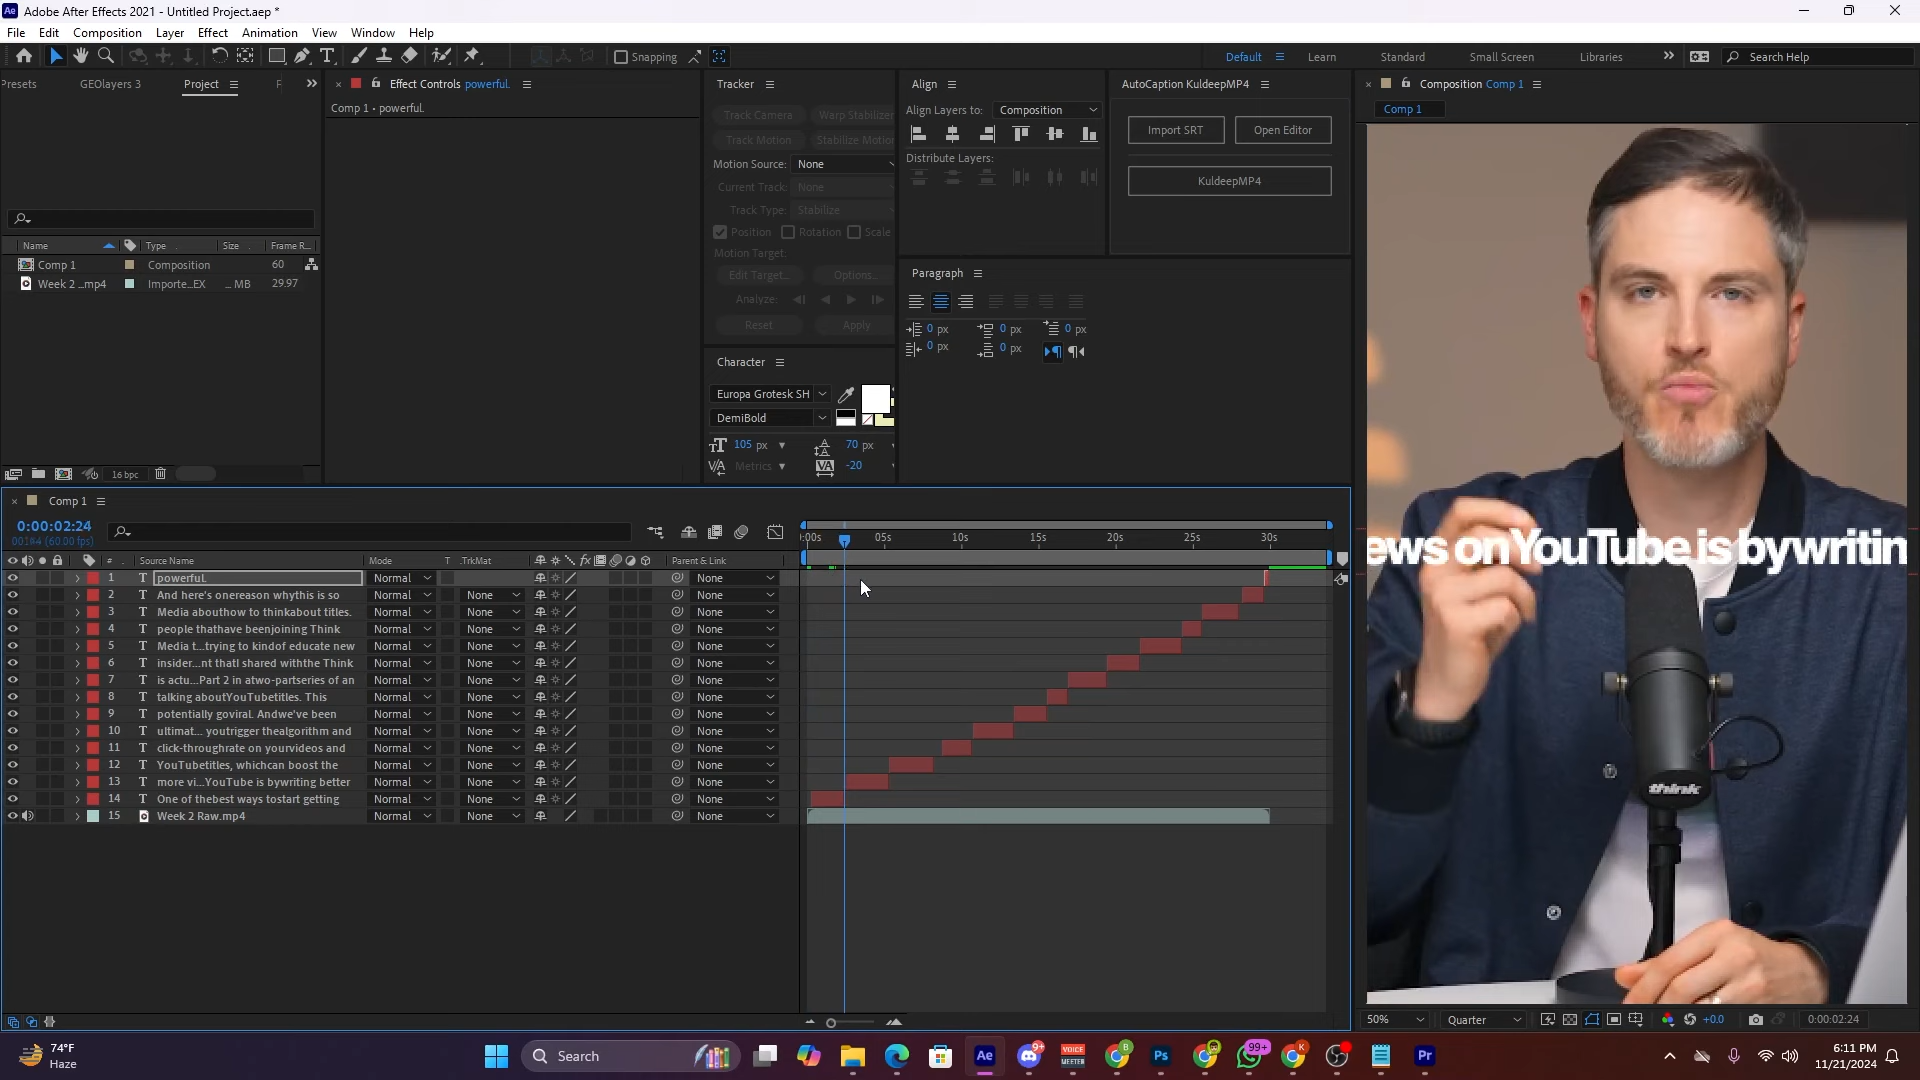 Adobe After Effects 2021 - Untitled Project.aep *
File Edit Composition Layer Effect Animation View Window Help
Snapping
Default Learn Standard Small Screen Libraries Search Help
Presets GEOlayers 3 Project F
Effect Controls powerful.
Comp 1 • powerful.
Tracker
Track Camera Warp Stabilizer
Track Motion Stabilize Motion
Motion Source: None
Current Track: None
Track Type: Stabilize
Position Rotation Scale
Motion Target:
Edit Target... Options...
Analyze:
Reset Apply
Align
Align Layers to: Composition
Distribute Layers:
AutoCaption KuldeepMP4
Import SRT Open Editor
KuldeepMP4
Paragraph
0 px 0 px 0 px
0 px 0 px
Character
Europa Grotesk SH
DemiBold
105 px 70 px
Metrics -20
Name Type Size Frame R...
Comp 1 Composition 60
Week 2 ...mp4 Importe...EX ... MB 29.97
16 bpc
Composition Comp 1
Comp 1
ews onYouTube is bywritin
think
Comp 1
0:00:02:24
00144 (60.00 fps)
:00s 05s 10s 15s 20s 25s 30s
# Source Name Mode T .TrkMat Parent & Link
1 T powerful. Normal None
2 T And here's onereason whythis is so Normal None None
3 T Media abouthow to thinkabout titles. Normal None None
4 T people thathave beenjoining Think Normal None None
5 T Media t...trying to kindof educate new Normal None None
6 T insider...nt thatI shared withthe Think Normal None None
7 T is actu...Part 2 in atwo-partseries of an Normal None None
8 T talking aboutYouTubetitles. This Normal None None
9 T potentially goviral. Andwe've been Normal None None
10 T ultimat... youtrigger thealgorithm and Normal None None
11 T click-throughrate on yourvideos and Normal None None
12 T YouTubetitles, whichcan boost the Normal None None
13 T more vi...YouTube is bywriting better Normal None None
14 T One of thebest ways tostart getting Normal None None
15 Week 2 Raw.mp4 Normal None None
50% Quarter +0.0 0:00:02:24
74°F
Haze
Search
Ae
9+
VOICE MEETER
B
Ps
99+
K
Pr
6:11 PM
11/21/2024